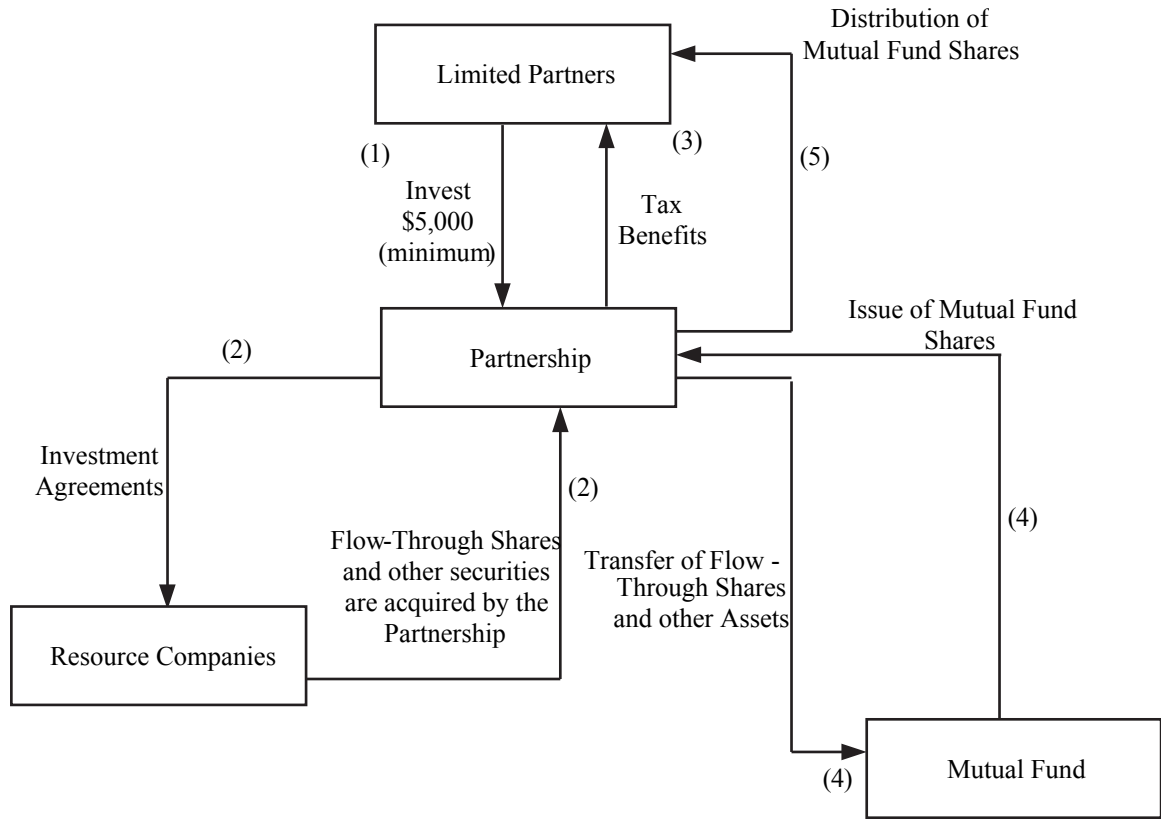 Distribution of
Mutual Fund Shares
Limited Partners
(1)
(3)
(5)
Invest
$5,000
(minimum)
Tax
Benefits
Issue of Mutual Fund
Shares
(2)
Partnership
Investment
Agreements
(2)
(4)
Flow-Through Shares
and other securities
are acquired by the
Partnership
Transfer of Flow -
Through Shares
and other Assets
Resource Companies
(4)
Mutual Fund